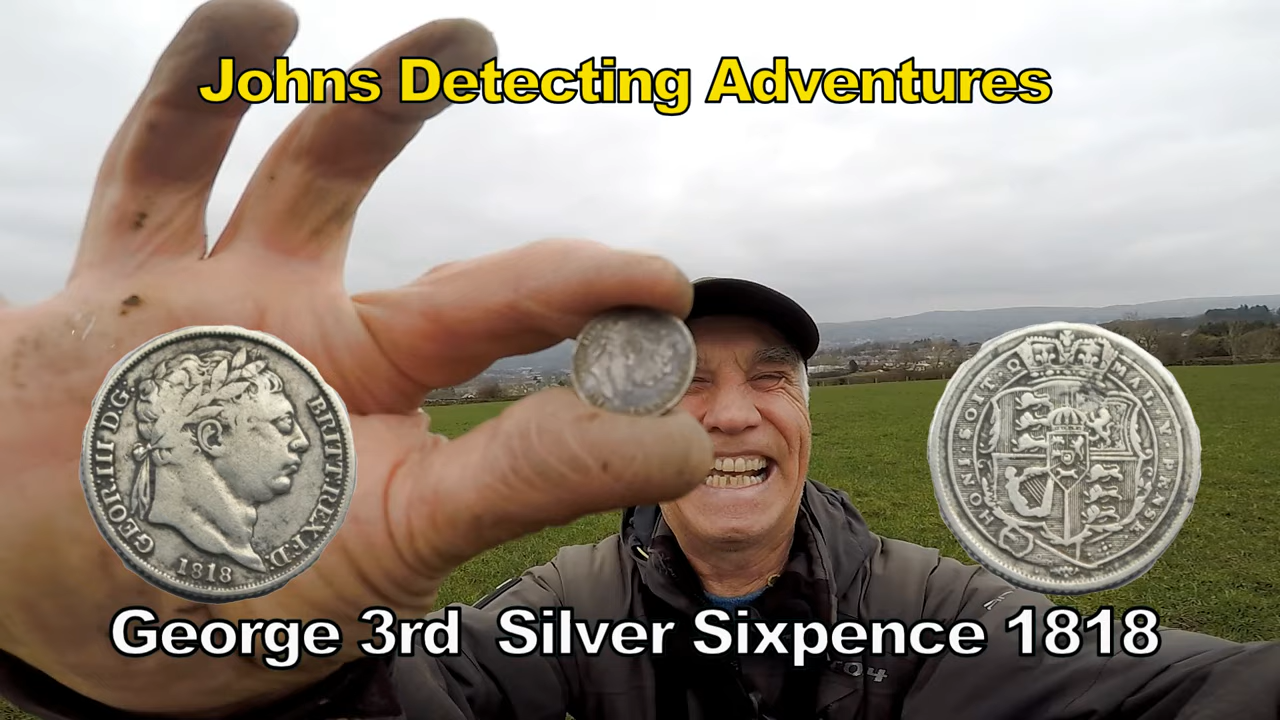 Johns Detecting Adventures
GEOR:III D:G:
BRITT:REX F:D:
1818
HONI·SOIT·Q·MAL·Y·PENSE
George 3rd Silver Sixpence 1818